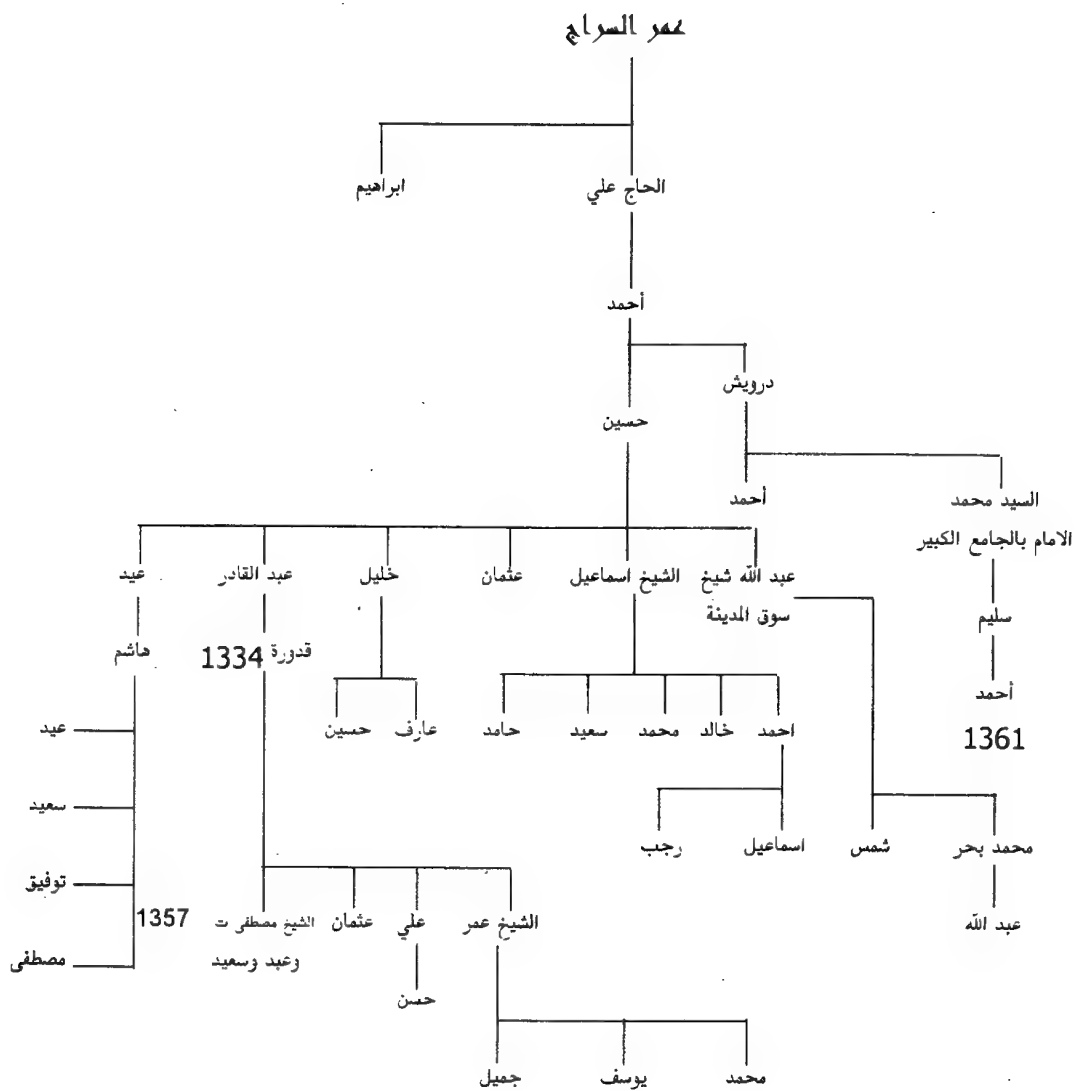 عمر السراج
الحاج علي
ابراهيم
أحمد
درويش
حسين
السيد محمد
الامام بالجامع الكبير
أحمد
سليم
أحمد
1361
عبد الله شيخ
سوق المدينة
الشيخ اسماعيل
عثمان
خليل
عبد القادر
عيد
قدورة 1334
هاشم
احمد
خالد
محمد
سعيد
حامد
عارف
حسين
عيد
سعيد
توفيق
مصطفى
محمد بحر
شمس
اسماعيل
رجب
عبد الله
الشيخ عمر
علي
عثمان
الشيخ مصطفى ت 1357
وعبد وسعيد
حسن
محمد
يوسف
جميل